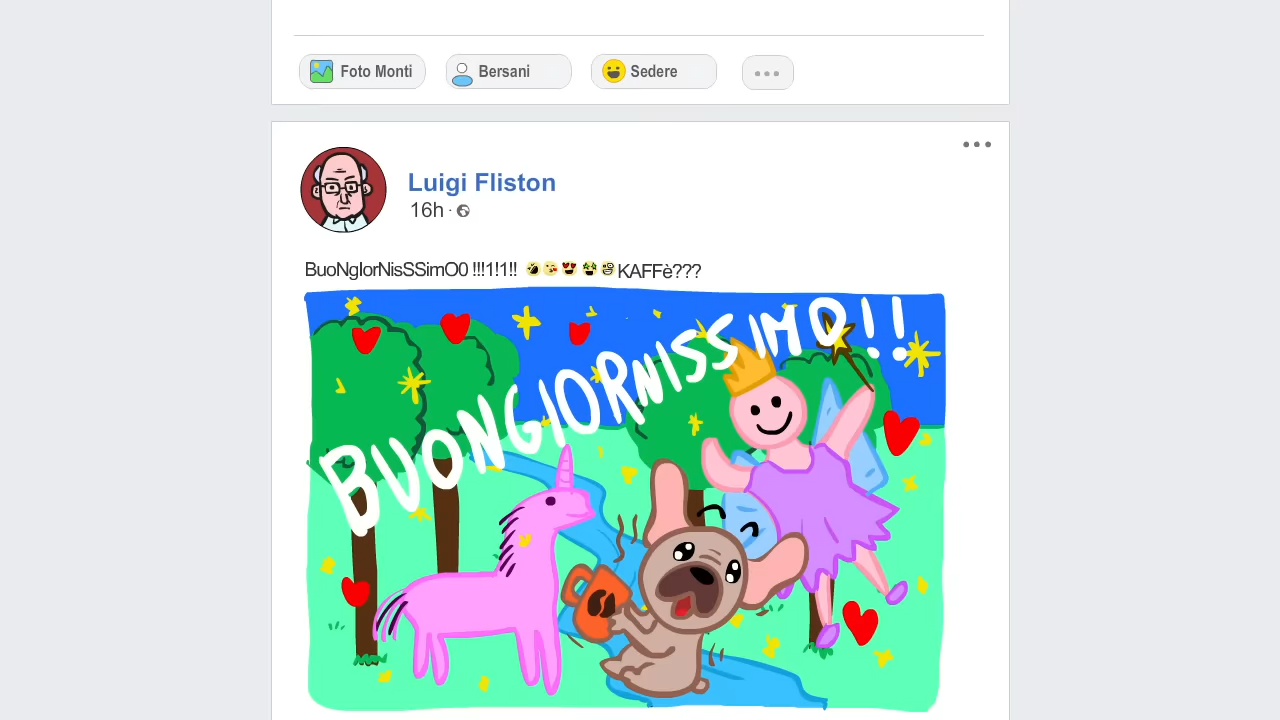 Foto Monti
Bersani
Sedere
Luigi Fliston
16h ·
BuoNgIorNisSSimO0 !!!1!1!! KAFFè???
BUONGIORNISSIMO!!